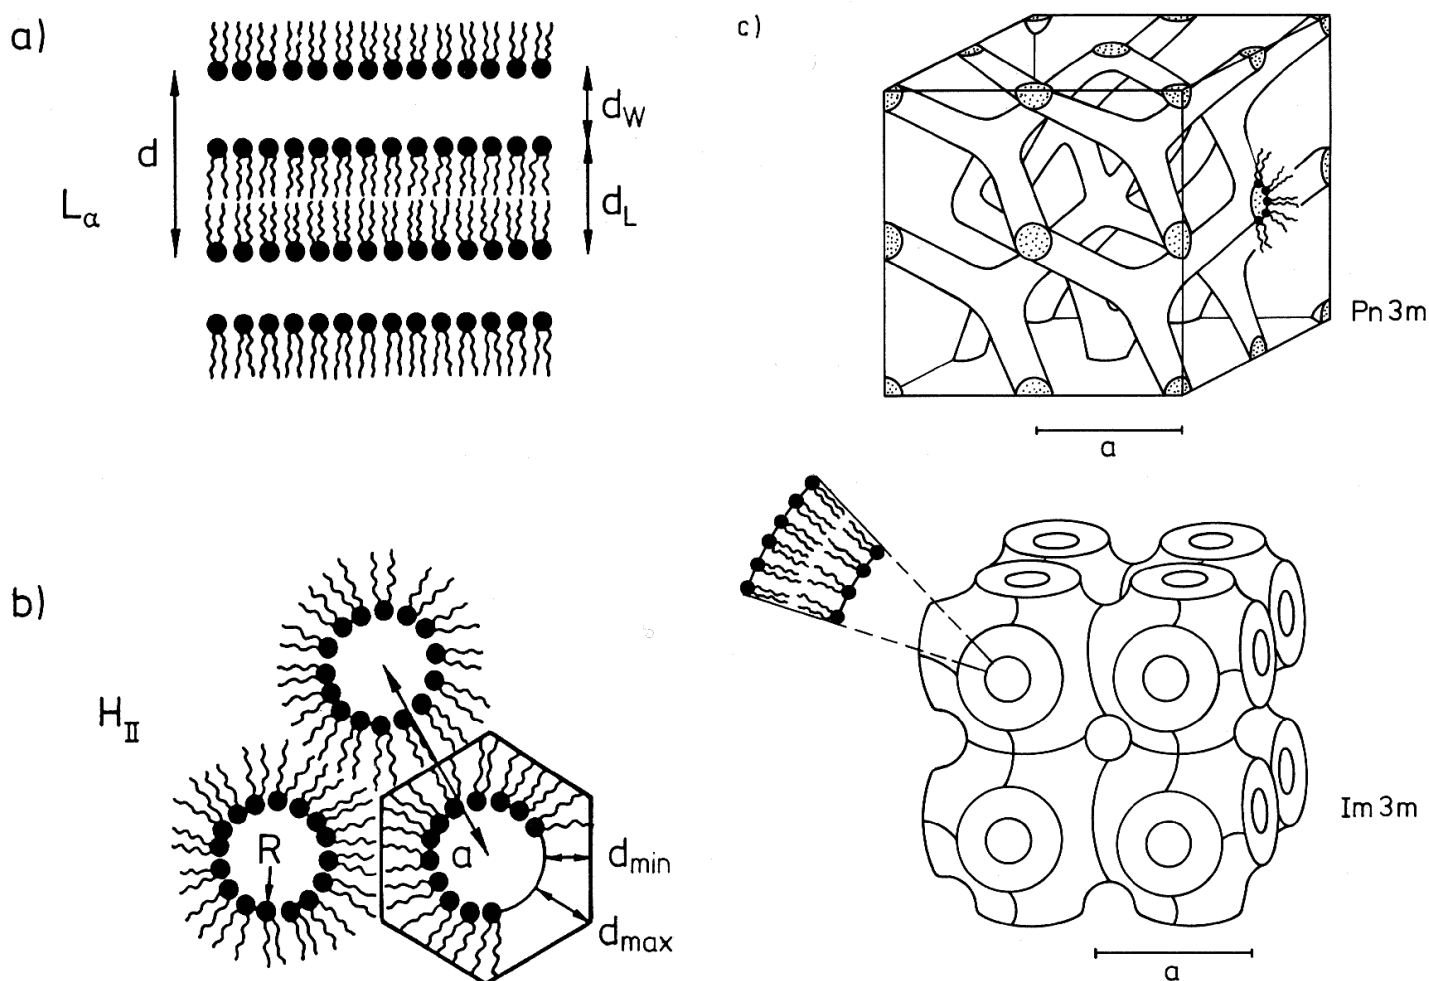 a)
d
d_W
d_L
L_α
b)
H_II
R
a
d_min
d_max
c)
Pn3m
a
Im3m
a